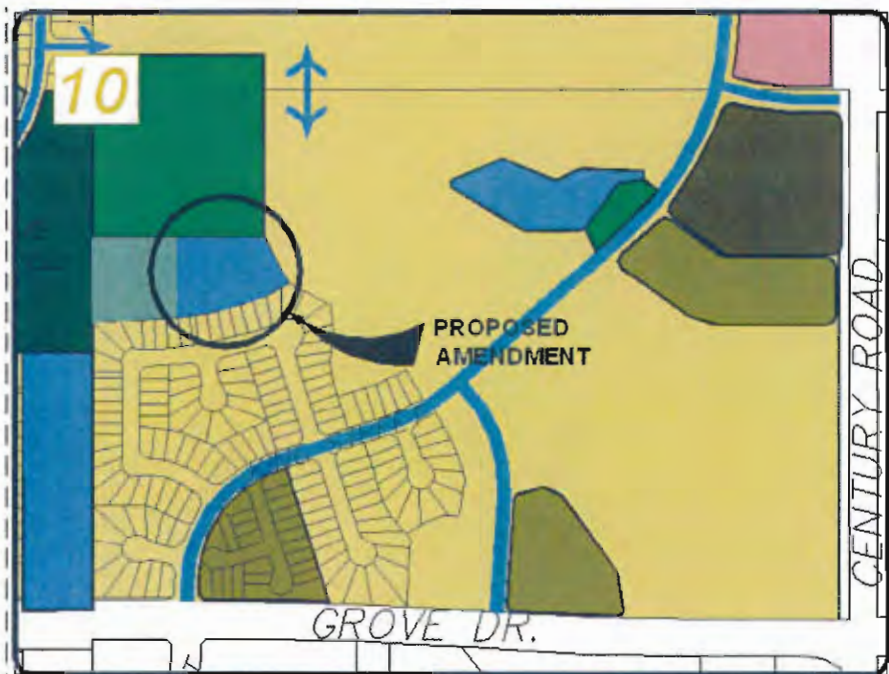 10
PROPOSED
AMENDMENT
CENTURY ROAD
GROVE DR.